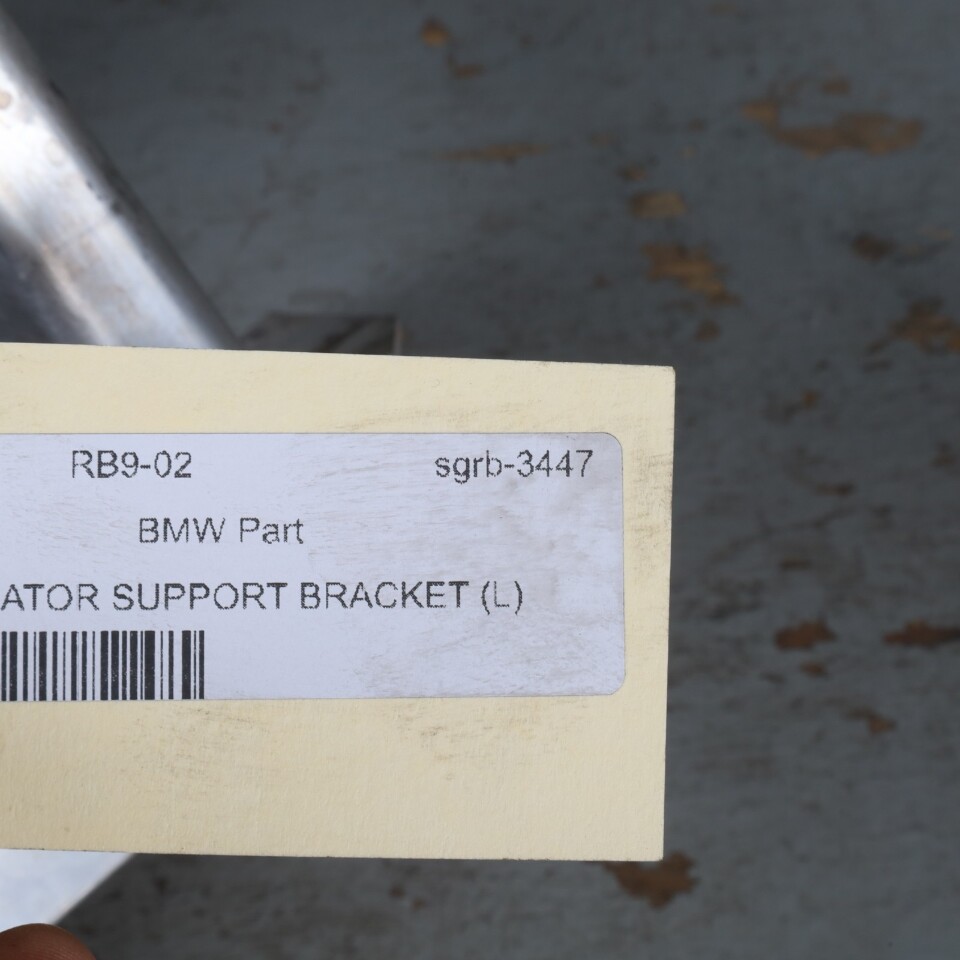 RB9-02 sgrb-3447
BMW Part
ATOR SUPPORT BRACKET (L)